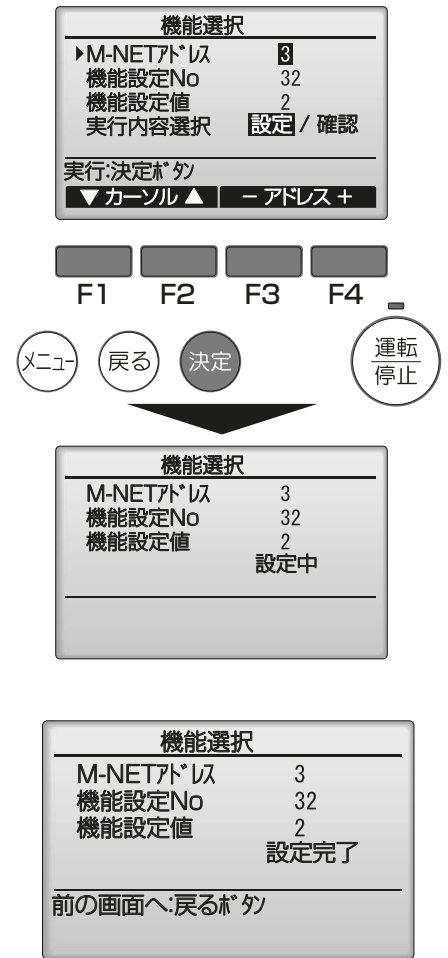 機能選択
▶M-NETｱﾄﾞﾚｽ 3
機能設定No 32
機能設定値 2
実行内容選択 設定 / 確認
実行:決定ﾎﾞﾀﾝ
▼ カーソル ▲ － アドレス ＋
F1 F2 F3 F4
メニュー 戻る 決定 運転
停止
機能選択
M-NETｱﾄﾞﾚｽ 3
機能設定No 32
機能設定値 2
設定中
機能選択
M-NETｱﾄﾞﾚｽ 3
機能設定No 32
機能設定値 2
設定完了
前の画面へ:戻るﾎﾞﾀﾝ